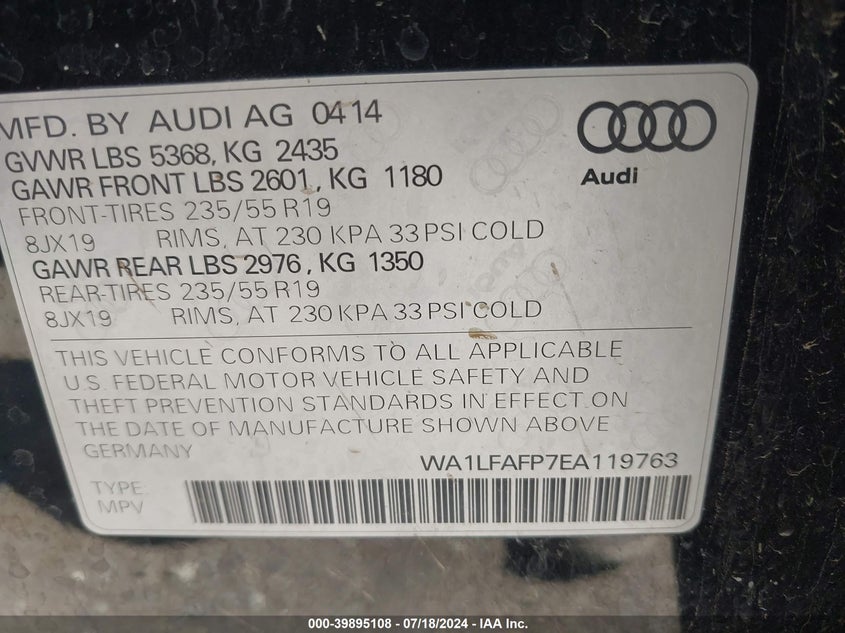 MFD. BY AUDI AG 0414
GVWR LBS 5368, KG 2435
GAWR FRONT LBS 2601, KG 1180
FRONT-TIRES 235/55 R19
8JX19 RIMS, AT 230 KPA 33 PSI COLD
GAWR REAR LBS 2976, KG 1350
REAR-TIRES 235/55 R19
8JX19 RIMS, AT 230 KPA 33 PSI COLD
Audi
THIS VEHICLE CONFORMS TO ALL APPLICABLE
U.S. FEDERAL MOTOR VEHICLE SAFETY AND
THEFT PREVENTION STANDARDS IN EFFECT ON
THE DATE OF MANUFACTURE SHOWN ABOVE
GERMANY
WA1LFAFP7EA119763
TYPE:
MPV
000-39895108 - 07/18/2024 - IAA Inc.